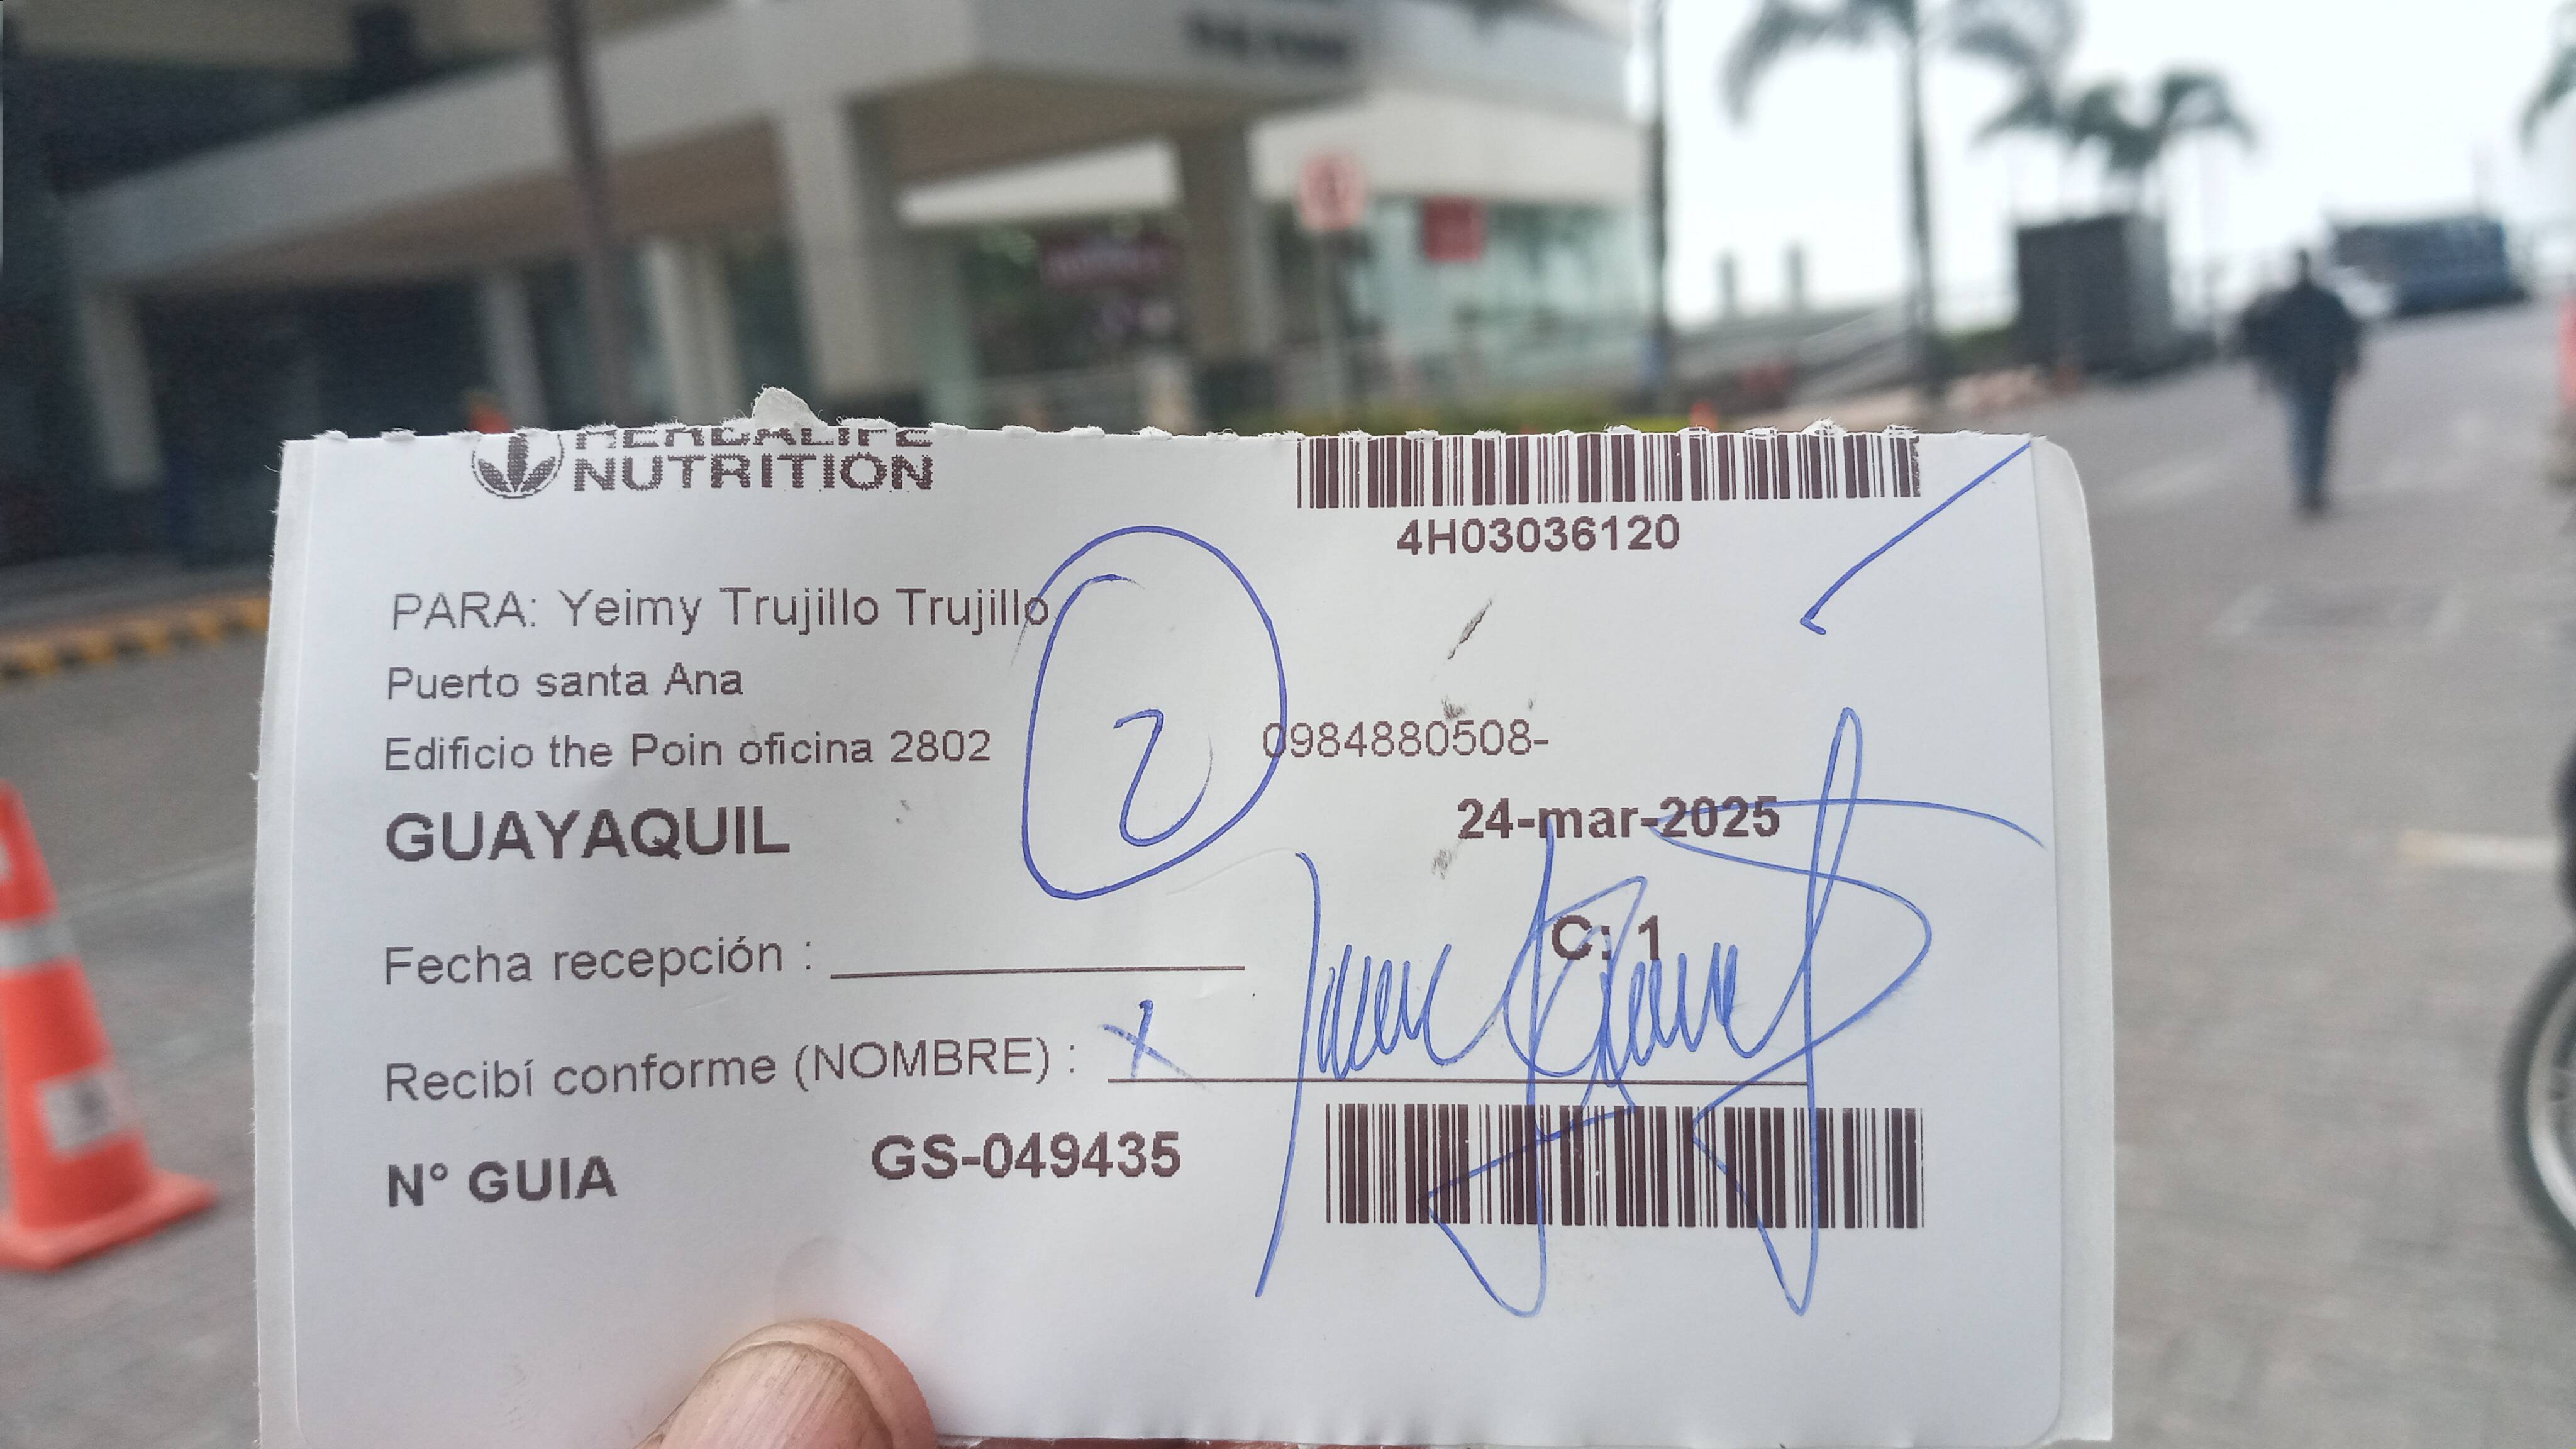 HERBALIFE
NUTRITION
4H03036120
PARA: Yeimy Trujillo Trujillo
Puerto santa Ana
Edificio the Poin oficina 2802
0984880508-
2
GUAYAQUIL
24-mar-2025
C: 1
Fecha recepción :
Recibí conforme (NOMBRE) : X
N° GUIA GS-049435